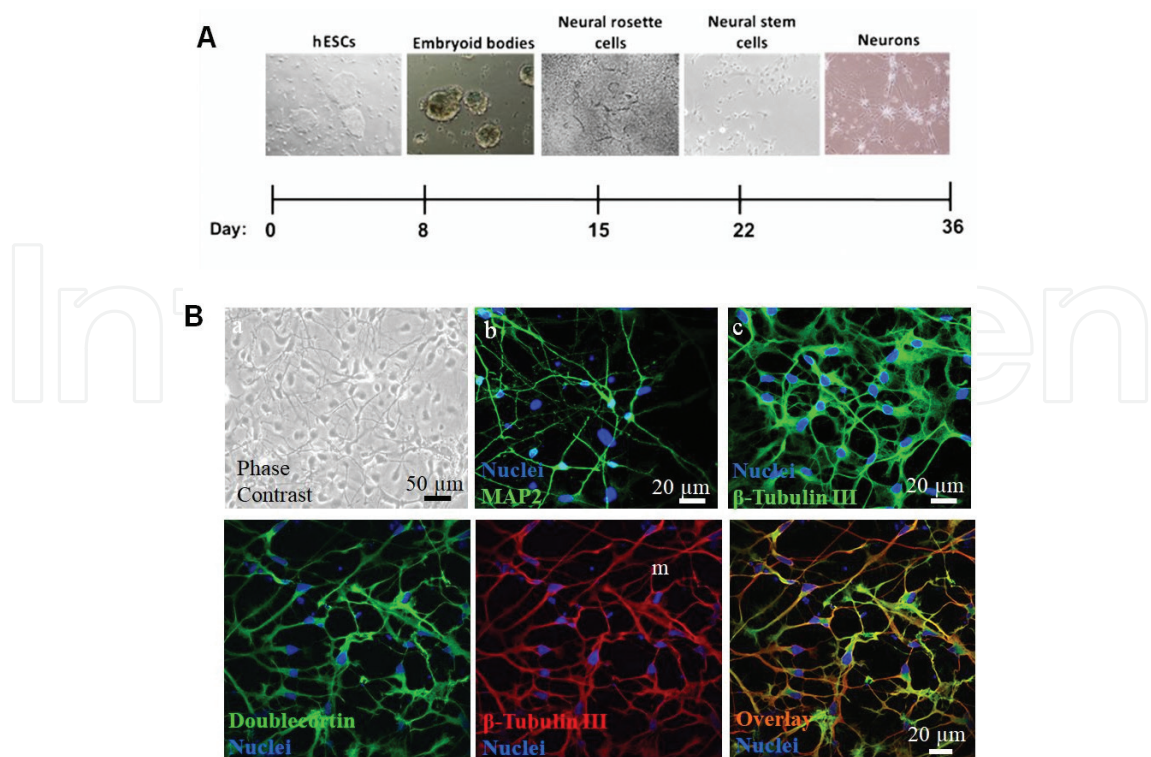 A
hESCs
Embryoid bodies
Neural rosette
cells
Neural stem
cells
Neurons
Day: 0 8 15 22 36
B
a
Phase
Contrast
50 µm
b
Nuclei
MAP2
20 µm
c
Nuclei
β-Tubulin III
20 µm
Doublecortin
Nuclei
m
β-Tubulin III
Nuclei
Overlay
Nuclei
20 µm